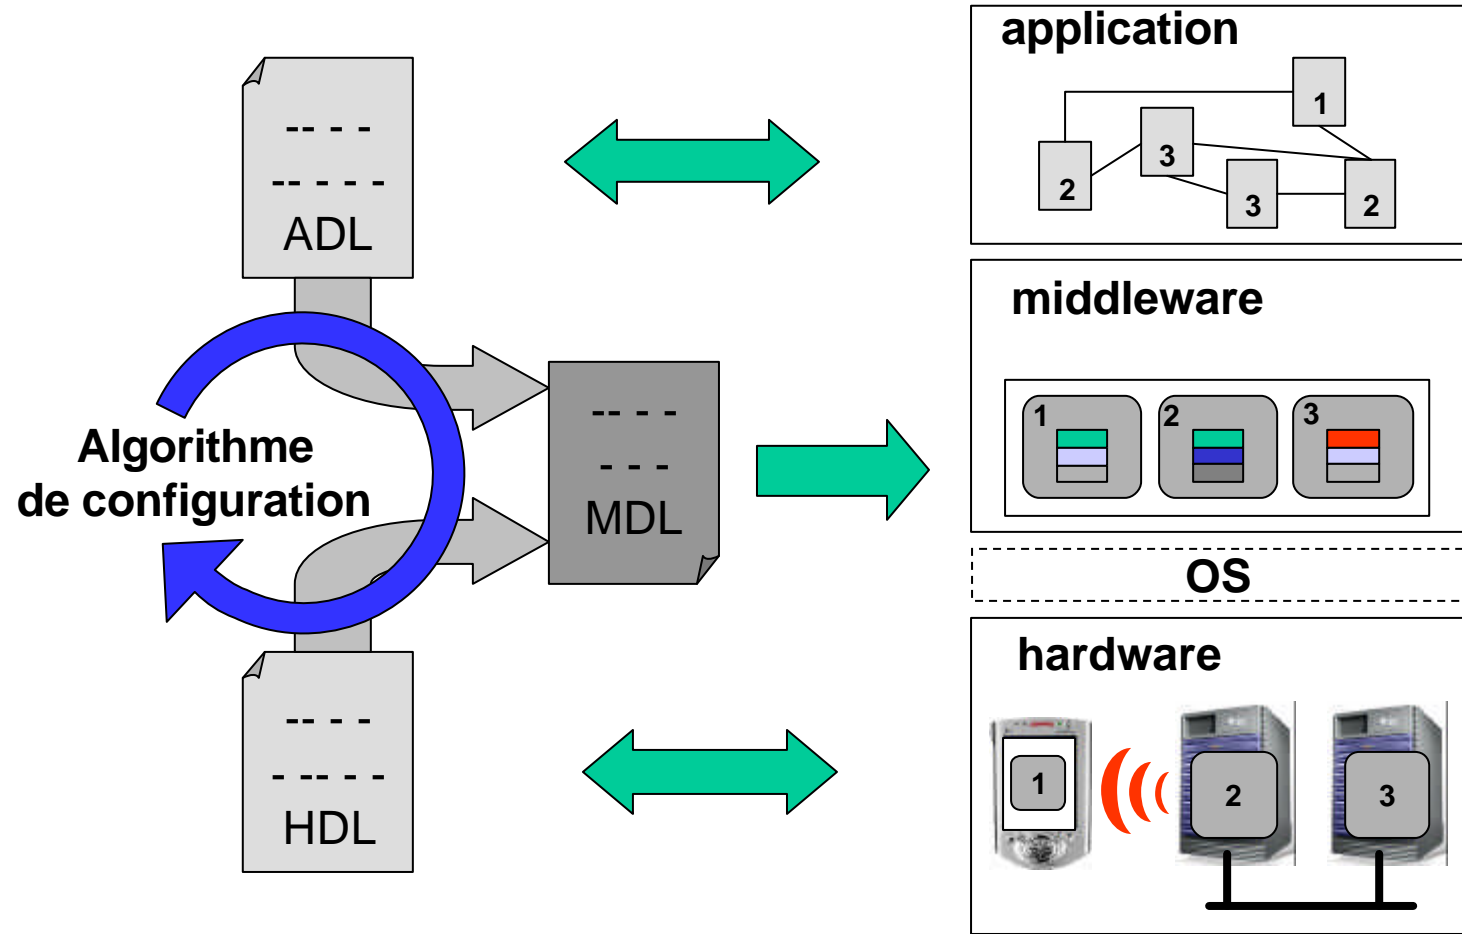 application
1
3
2
3
2
-- - -
-- - - -
ADL
middleware
1
2
3
Algorithme
de configuration
-- - -
- - -
MDL
OS
hardware
1
2
3
-- - -
- -- - -
HDL